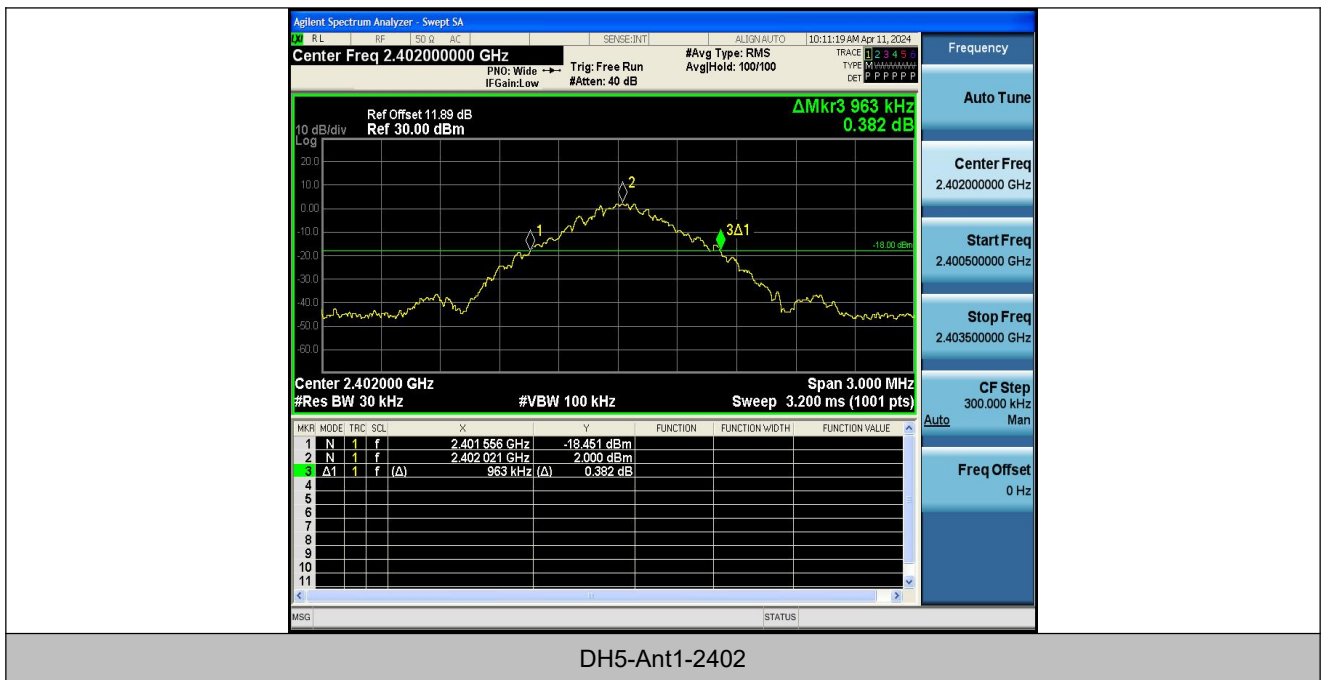 Agilent Spectrum Analyzer - Swept SA
LXI RL RF 50 Ω AC SENSE:INT ALIGN AUTO 10:11:19 AM Apr 11, 2024
Center Freq 2.402000000 GHz
PNO: Wide
IFGain:Low
Trig: Free Run
#Atten: 40 dB
#Avg Type: RMS
Avg|Hold: 100/100
TRACE 1 2 3 4 5 6
TYPE M WWWWW
DET P P P P P P
ΔMkr3 963 kHz
0.382 dB
Ref Offset 11.89 dB
10 dB/div Ref 30.00 dBm
Log
20.0
10.0
0.00
-10.0
-20.0
-30.0
-40.0
-50.0
-60.0
1
2
3Δ1
-18.00 dBm
Center 2.402000 GHz Span 3.000 MHz
#Res BW 30 kHz #VBW 100 kHz Sweep 3.200 ms (1001 pts)
MKR MODE TRC SCL X Y FUNCTION FUNCTION WIDTH FUNCTION VALUE
1 N 1 f 2.401 556 GHz -18.451 dBm
2 N 1 f 2.402 021 GHz 2.000 dBm
3 Δ1 1 f (Δ) 963 kHz (Δ) 0.382 dB
4
5
6
7
8
9
10
11
MSG STATUS
Frequency
Auto Tune
Center Freq
2.402000000 GHz
Start Freq
2.400500000 GHz
Stop Freq
2.403500000 GHz
CF Step
300.000 kHz
Auto Man
Freq Offset
0 Hz
DH5-Ant1-2402